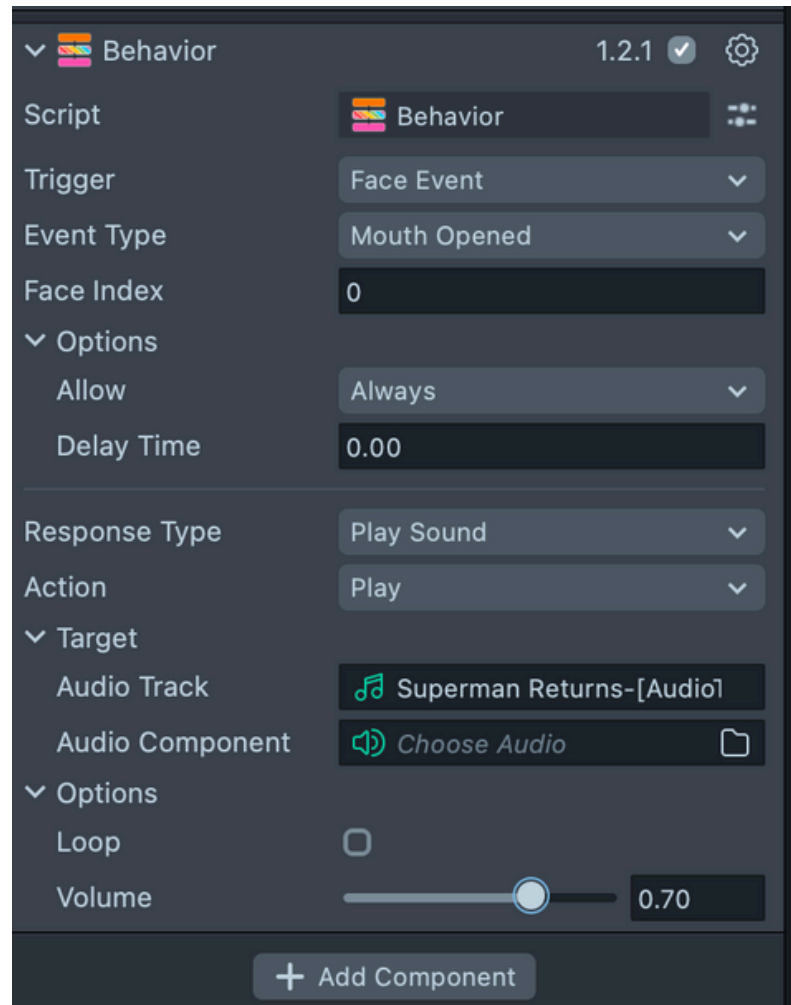 Behavior 1.2.1
Script Behavior
Trigger Face Event
Event Type Mouth Opened
Face Index 0
Options
Allow Always
Delay Time 0.00
Response Type Play Sound
Action Play
Target
Audio Track Superman Returns-[Audio
Audio Component Choose Audio
Options
Loop
Volume 0.70
+ Add Component